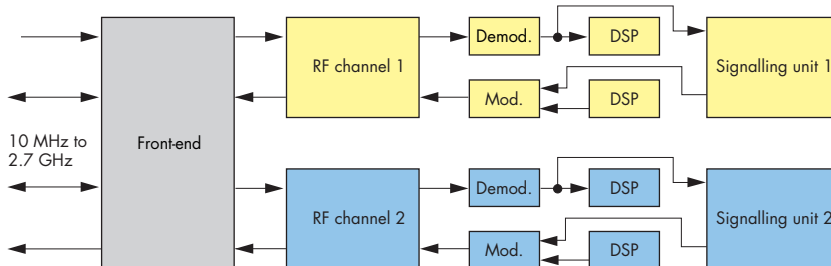 Demod.
DSP
RF channel 1
Signalling unit 1
Mod.
DSP
10 MHz to
2.7 GHz
Front-end
Demod.
DSP
RF channel 2
Signalling unit 2
Mod.
DSP